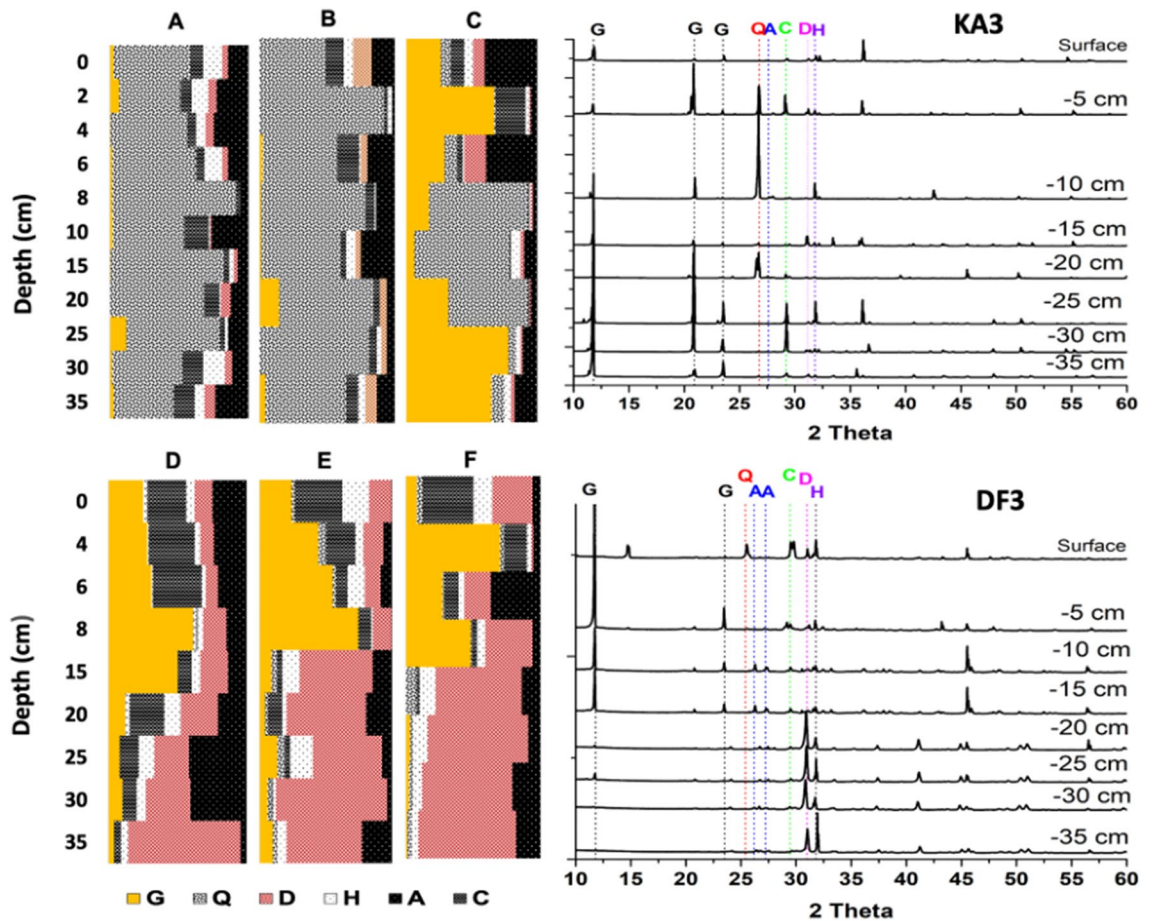 A B C
Depth (cm)
0
2
4
6
8
10
15
20
25
30
35
KA3
G G G Q A C D H
Surface
-5 cm
-10 cm
-15 cm
-20 cm
-25 cm
-30 cm
-35 cm
10 15 20 25 30 35 40 45 50 55 60
2 Theta
D E F
Depth (cm)
0
4
6
8
15
20
25
30
35
G Q D H A C
DF3
G G Q A A C D H
Surface
-5 cm
-10 cm
-15 cm
-20 cm
-25 cm
-30 cm
-35 cm
10 15 20 25 30 35 40 45 50 55 60
2 Theta